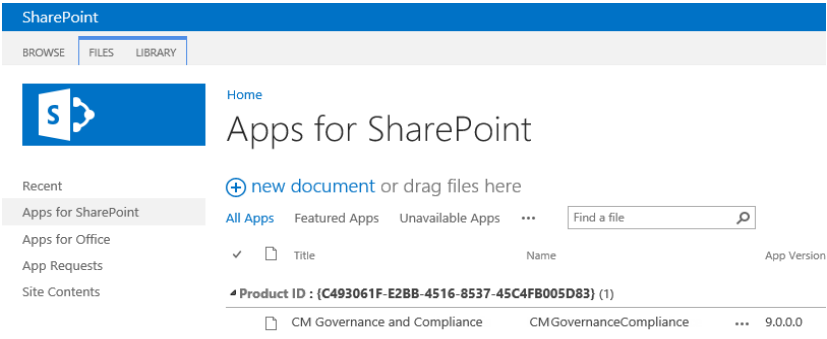 SharePoint
BROWSE FILES LIBRARY
S
Home
Apps for SharePoint
new document or drag files here
Recent
Apps for SharePoint
Apps for Office
App Requests
Site Contents
All Apps Featured Apps Unavailable Apps ••• Find a file
Title Name App Version
Product ID : {C493061F-E2BB-4516-8537-45C4FB005D83} (1)
CM Governance and Compliance CMGovernanceCompliance ••• 9.0.0.0